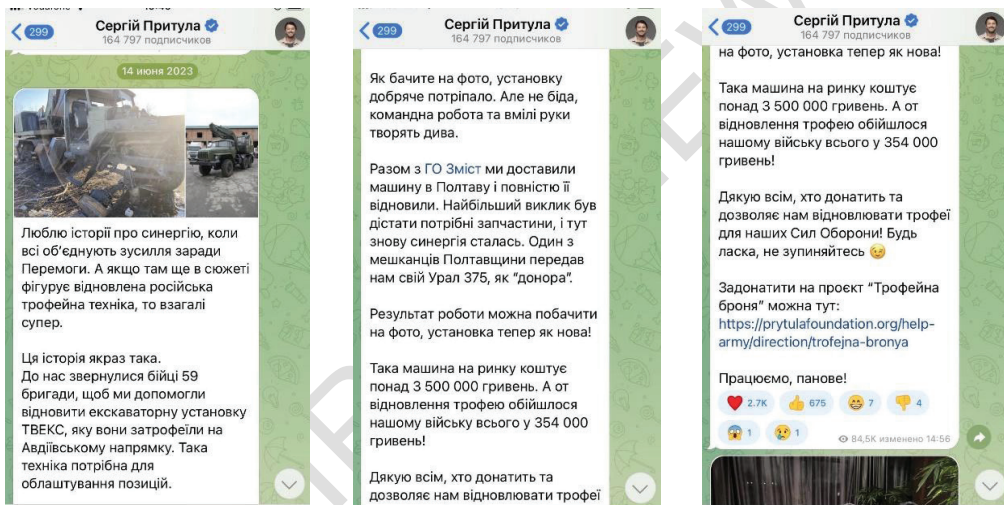 299
Сергій Притула
164 797 подписчиков
14 июня 2023
Люблю історії про синергію, коли
всі об’єднують зусилля заради
Перемоги. А якщо там ще в сюжеті
фігурує відновлена російська
трофейна техніка, то взагалі
супер.
Ця історія якраз така.
До нас звернулися бійці 59
бригади, щоб ми допомогли
відновити екскаваторну установку
ТВЕКС, яку вони затрофеїли на
Авдіївському напрямку. Така
техніка потрібна для
облаштування позицій.
299
Сергій Притула
164 797 подписчиков
Як бачите на фото, установку
добряче потріпало. Але не біда,
командна робота та вмілі руки
творять дива.
Разом з ГО Зміст ми доставили
машину в Полтаву і повністю її
відновили. Найбільший виклик був
дістати потрібні запчастини, і тут
знову синергія сталась. Один з
мешканців Полтавщини передав
нам свій Урал 375, як “донора”.
Результат роботи можна побачити
на фото, установка тепер як нова!
Така машина на ринку коштує
понад 3 500 000 гривень. А от
відновлення трофею обійшлося
нашому війську всього у 354 000
гривень!
Дякую всім, хто донатить та
дозволяє нам відновлювати трофеї
299
Сергій Притула
164 797 подписчиков
на фото, установка тепер як нова!
Така машина на ринку коштує
понад 3 500 000 гривень. А от
відновлення трофею обійшлося
нашому війську всього у 354 000
гривень!
Дякую всім, хто донатить та
дозволяє нам відновлювати трофеї
для наших Сил Оборони! Будь
ласка, не зупиняйтесь 😉
Задонатити на проєкт “Трофейна
броня” можна тут:
https://prytulafoundation.org/help-
army/direction/trofejna-bronya
Працюємо, панове!
2.7K 675 7 4
1 1 84,5K изменено 14:56